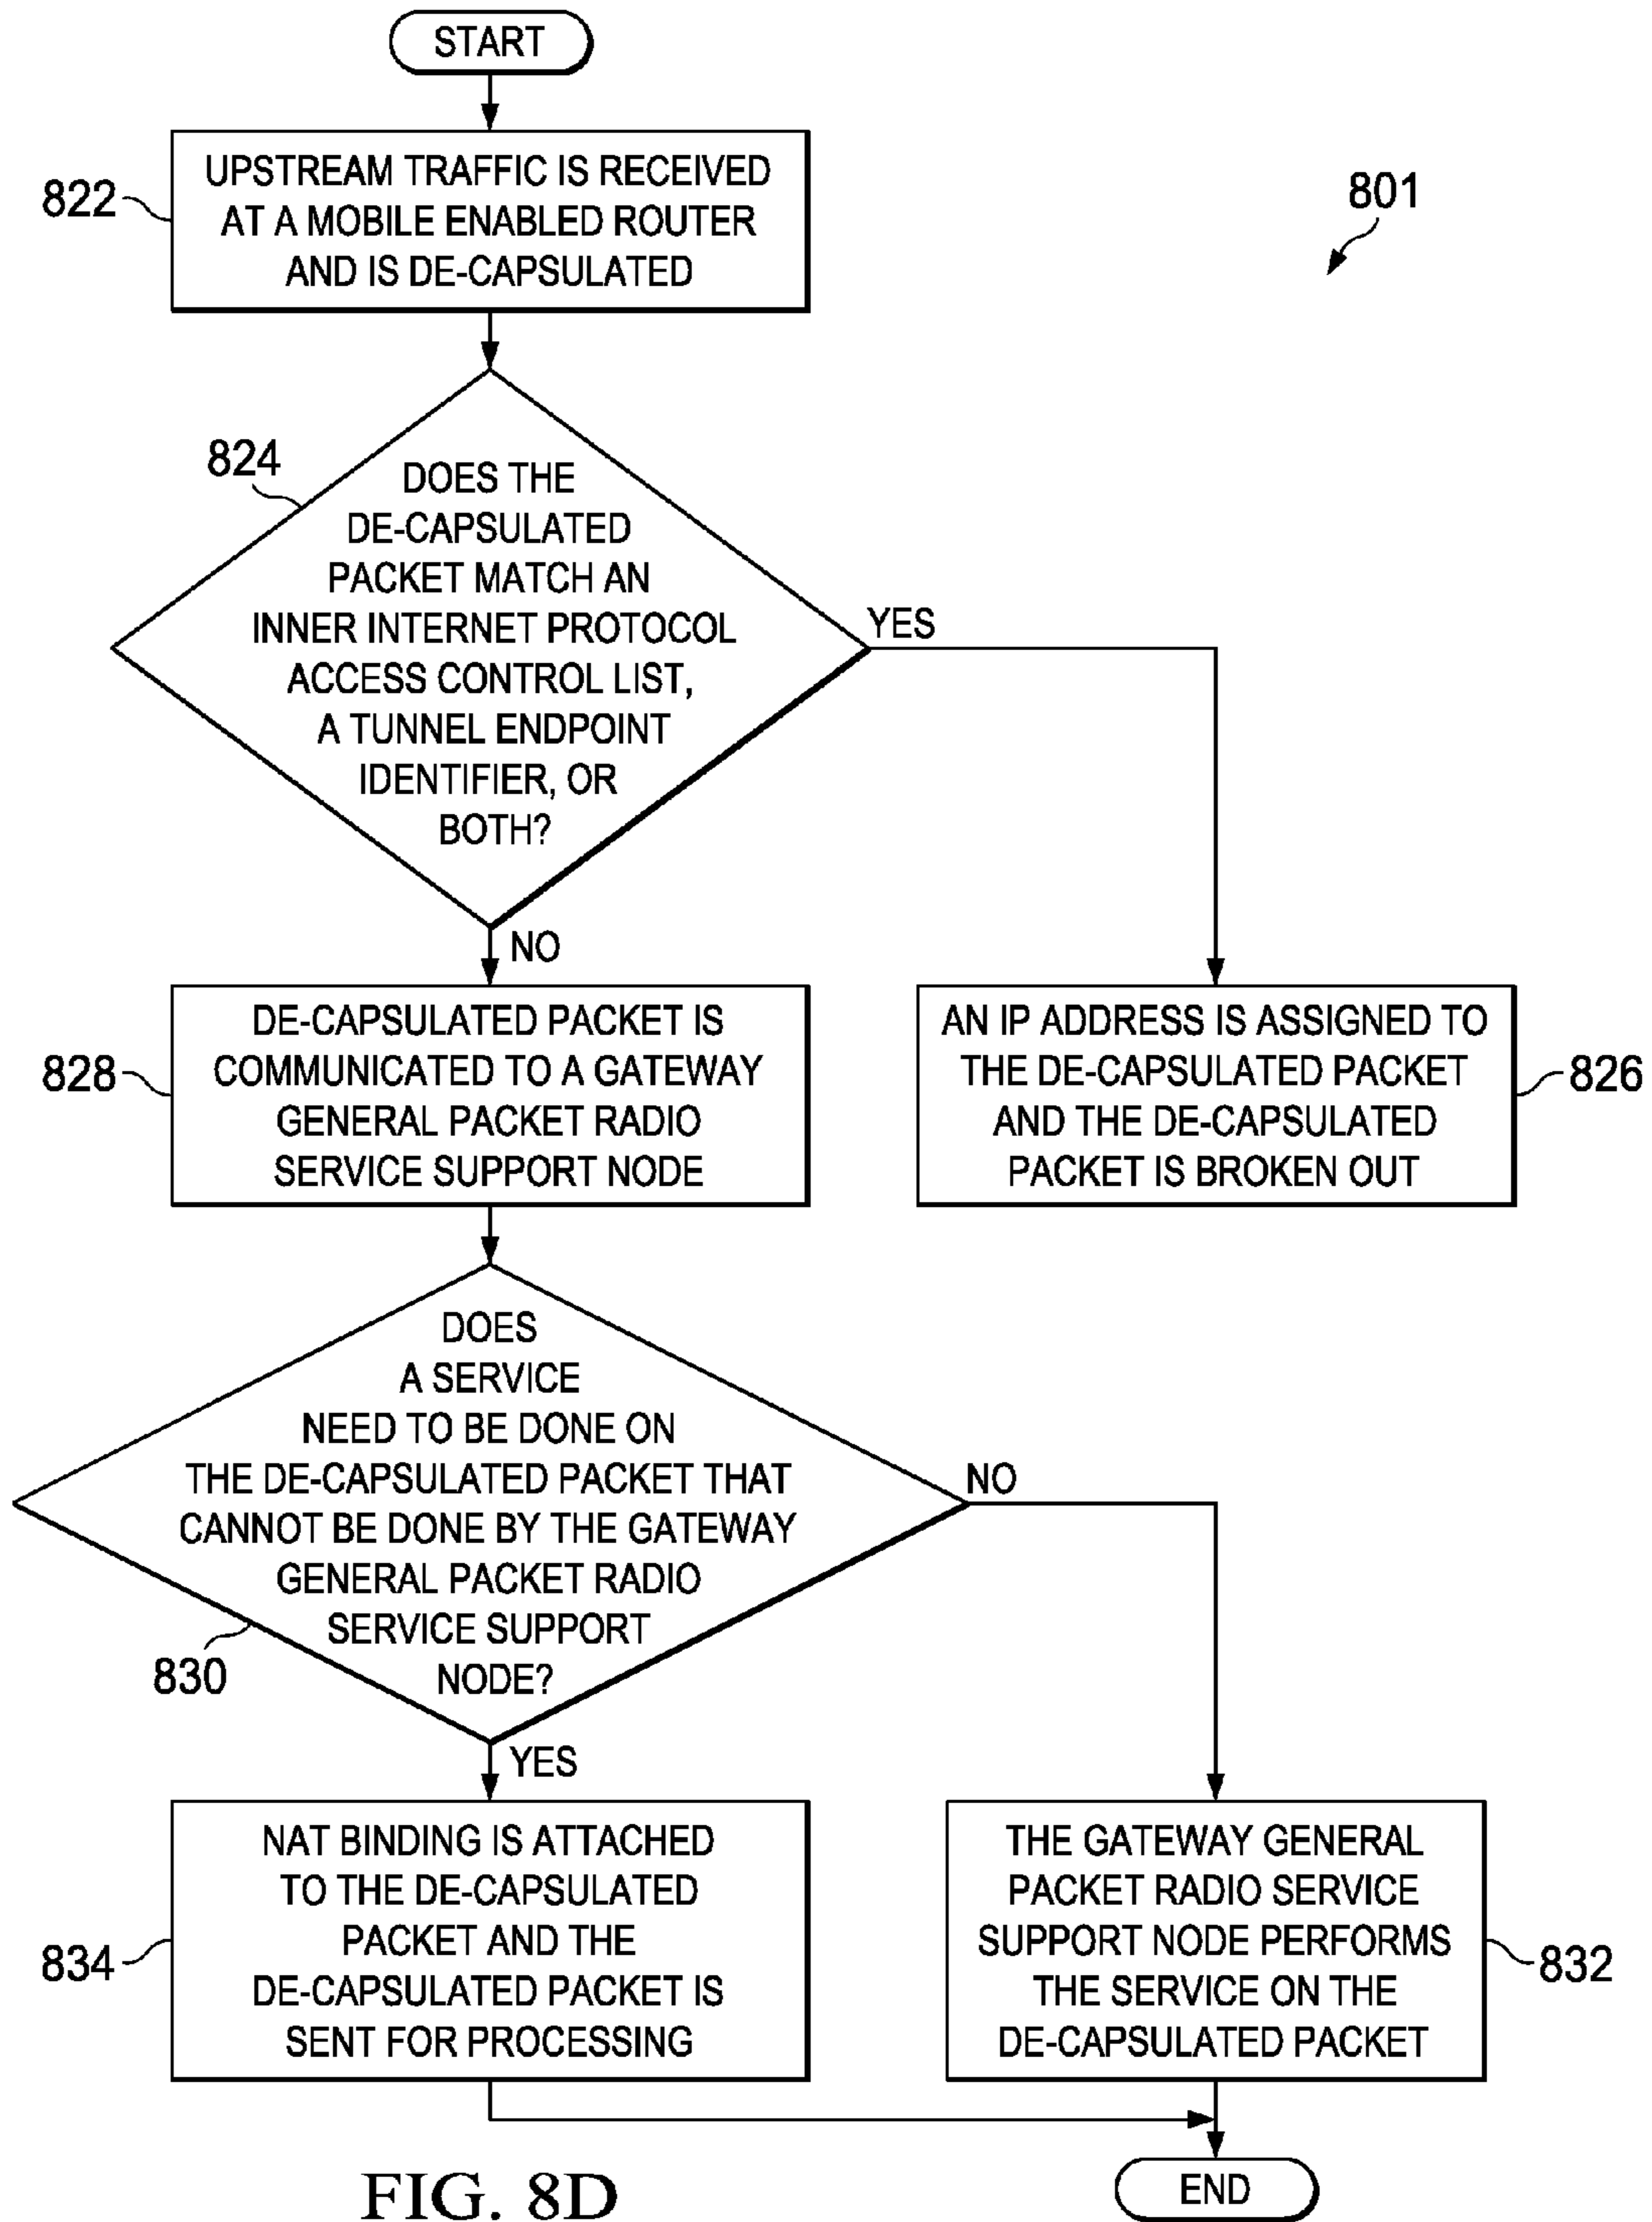 START
822
UPSTREAM TRAFFIC IS RECEIVED
AT A MOBILE ENABLED ROUTER
AND IS DE-CAPSULATED
801
824
DOES THE
DE-CAPSULATED
PACKET MATCH AN
INNER INTERNET PROTOCOL
ACCESS CONTROL LIST,
A TUNNEL ENDPOINT
IDENTIFIER, OR
BOTH?
YES
NO
828
DE-CAPSULATED PACKET IS
COMMUNICATED TO A GATEWAY
GENERAL PACKET RADIO
SERVICE SUPPORT NODE
AN IP ADDRESS IS ASSIGNED TO
THE DE-CAPSULATED PACKET
AND THE DE-CAPSULATED
PACKET IS BROKEN OUT
826
DOES
A SERVICE
NEED TO BE DONE ON
THE DE-CAPSULATED PACKET THAT
CANNOT BE DONE BY THE GATEWAY
GENERAL PACKET RADIO
SERVICE SUPPORT
NODE?
830
NO
YES
834
NAT BINDING IS ATTACHED
TO THE DE-CAPSULATED
PACKET AND THE
DE-CAPSULATED PACKET IS
SENT FOR PROCESSING
THE GATEWAY GENERAL
PACKET RADIO SERVICE
SUPPORT NODE PERFORMS
THE SERVICE ON THE
DE-CAPSULATED PACKET
832
END
FIG. 8D